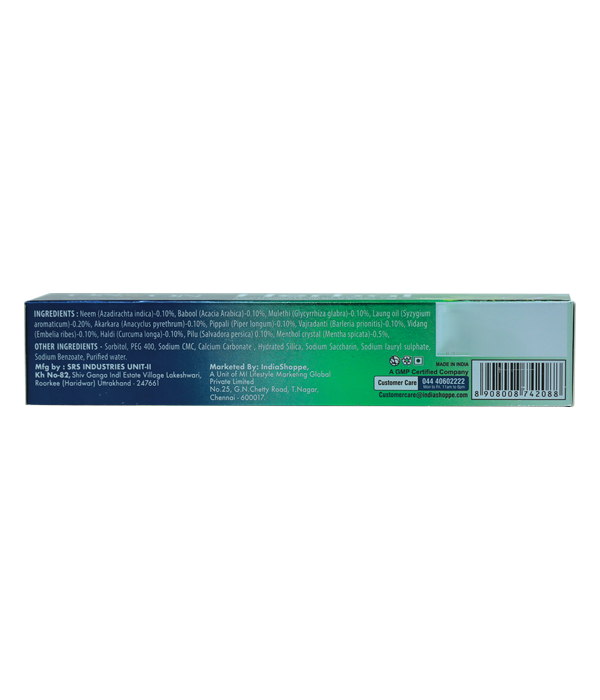 INGREDIENTS : Neem (Azadirachta indica)-0.10%, Babool (Acacia Arabica)-0.10%, Mulethi (Glycyrrhiza glabra)-0.10%, Laung oil (Syzygium
aromaticum)-0.20%, Akarkara (Anacyclus pyrethrum)-0.10%, Pippali (Piper longum)-0.10%, Vajradanti (Barleria prionitis)-0.10%, Vidang
(Embelia ribes)-0.10%, Haldi (Curcuma longa)-0.10%, Pilu (Salvadora persica) 0.10%, Menthol crystal (Mentha spicata)-0.5%,
OTHER INGREDIENTS - Sorbitol, PEG 400, Sodium CMC, Calcium Carbonate , Hydrated Silica, Sodium Saccharin, Sodium lauryl sulphate,
Sodium Benzoate, Purified water.
Mfg by : SRS INDUSTRIES UNIT-II
Kh No-82, Shiv Ganga Indl Estate Village Lakeshwari,
Roorkee (Haridwar) Uttrakhand - 247661
Marketed By: IndiaShoppe,
A Unit of MI Lifestyle Marketing Global
Private Limited
No.25, G.N.Chetty Road, T.Nagar,
Chennai - 600017.
MADE IN INDIA
A GMP Certified Company
Customer Care 044 40602222
Mon to Fri, 11am to 6pm
Customercare@indiashoppe.com
8 908008 742088